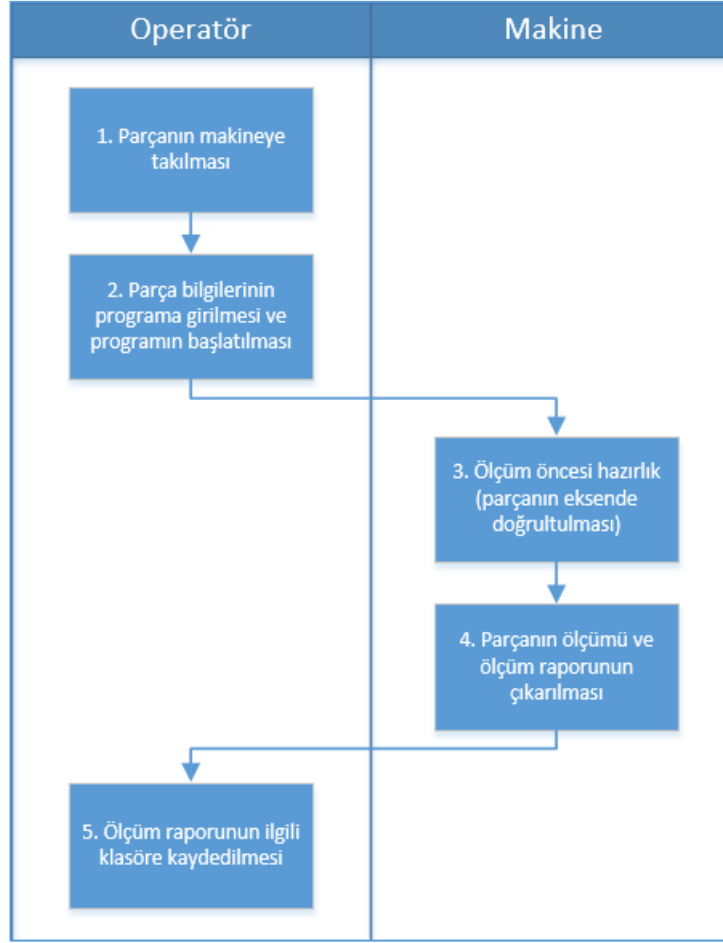 Operatör
Makine
1. Parçanın makineye
takılması
2. Parça bilgilerinin
programa girilmesi ve
programın başlatılması
3. Ölçüm öncesi hazırlık
(parçanın eksende
doğrultulması)
4. Parçanın ölçümü ve
ölçüm raporunun
çıkarılması
5. Ölçüm raporunun ilgili
klasöre kaydedilmesi